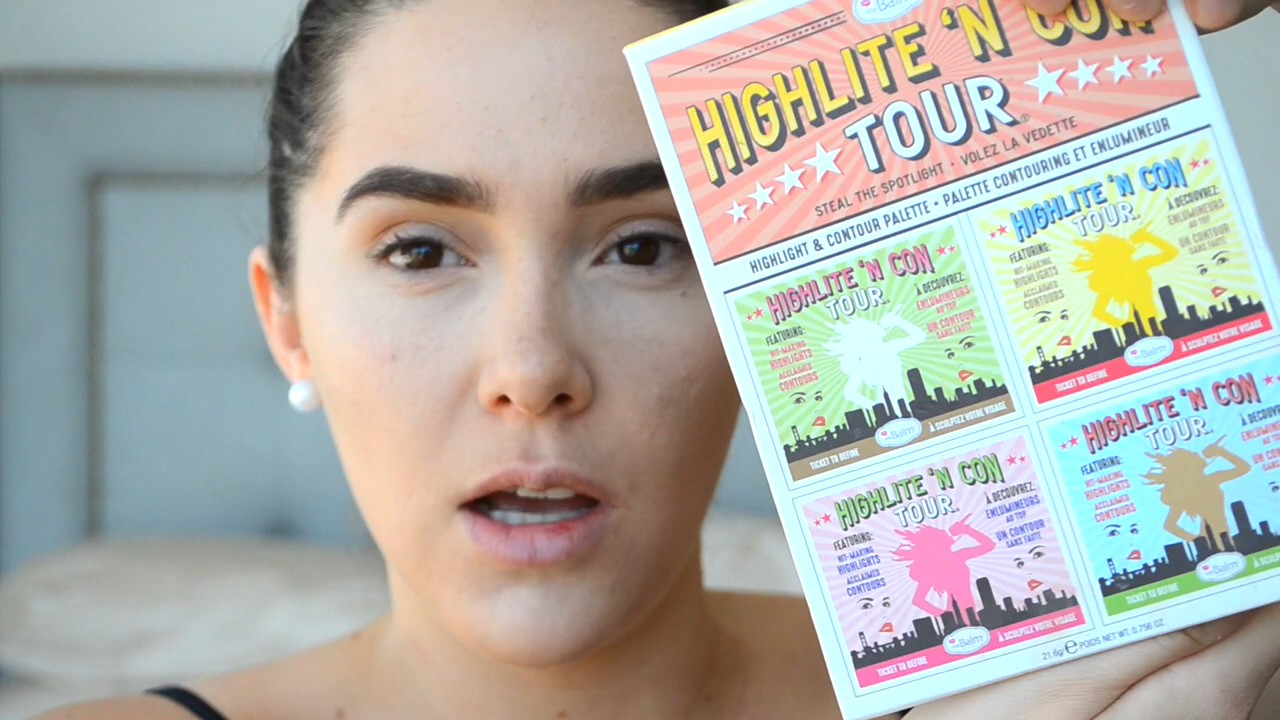 theBalm
HIGHLITE 'N CON
TOUR
STEAL THE SPOTLIGHT • VOLEZ LA VEDETTE
HIGHLIGHT & CONTOUR PALETTE • PALETTE CONTOURING ET ENLUMINEUR
HIGHLITE 'N CON
TOUR
FEATURING:
HIT-MAKING
HIGHLIGHTS
ACCLAIMED
CONTOURS
À DÉCOUVREZ:
ENLUMINEURS
AU TOP
UN CONTOUR
SANS FAUTE
TICKET TO DEFINE
theBalm
À SCULPTEZ VOTRE VISAGE
HIGHLITE 'N CON
TOUR
FEATURING:
HIT-MAKING
HIGHLIGHTS
ACCLAIMED
CONTOURS
À DÉCOUVREZ:
ENLUMINEURS
AU TOP
UN CONTOUR
SANS FAUTE
TICKET TO DEFINE
theBalm
À SCULPTEZ VOTRE VISAGE
HIGHLITE 'N CON
TOUR
FEATURING:
HIT-MAKING
HIGHLIGHTS
ACCLAIMED
CONTOURS
À DÉCOUVREZ:
ENLUMINEURS
AU TOP
UN CONTOUR
SANS FAUTE
TICKET TO DEFINE
theBalm
À SCULPTEZ VOTRE VISAGE
HIGHLITE 'N CON
TOUR
FEATURING:
HIT-MAKING
HIGHLIGHTS
ACCLAIMED
CONTOURS
TICKET TO DEFINE
theBalm
21.6g e POIDS NET WT. 0.756 OZ